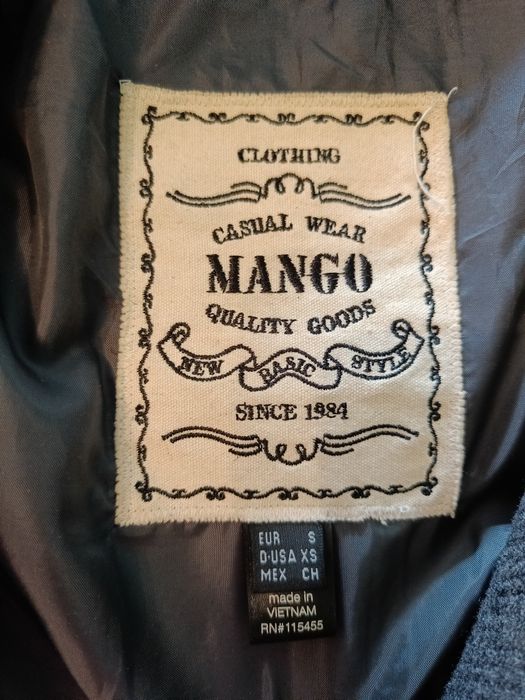 CLOTHING
CASUAL WEAR
MANGO
QUALITY GOODS
NEW BASIC STYLE
SINCE 1984
EUR S
D·USA XS
MEX CH
made in
VIETNAM
RN#115455